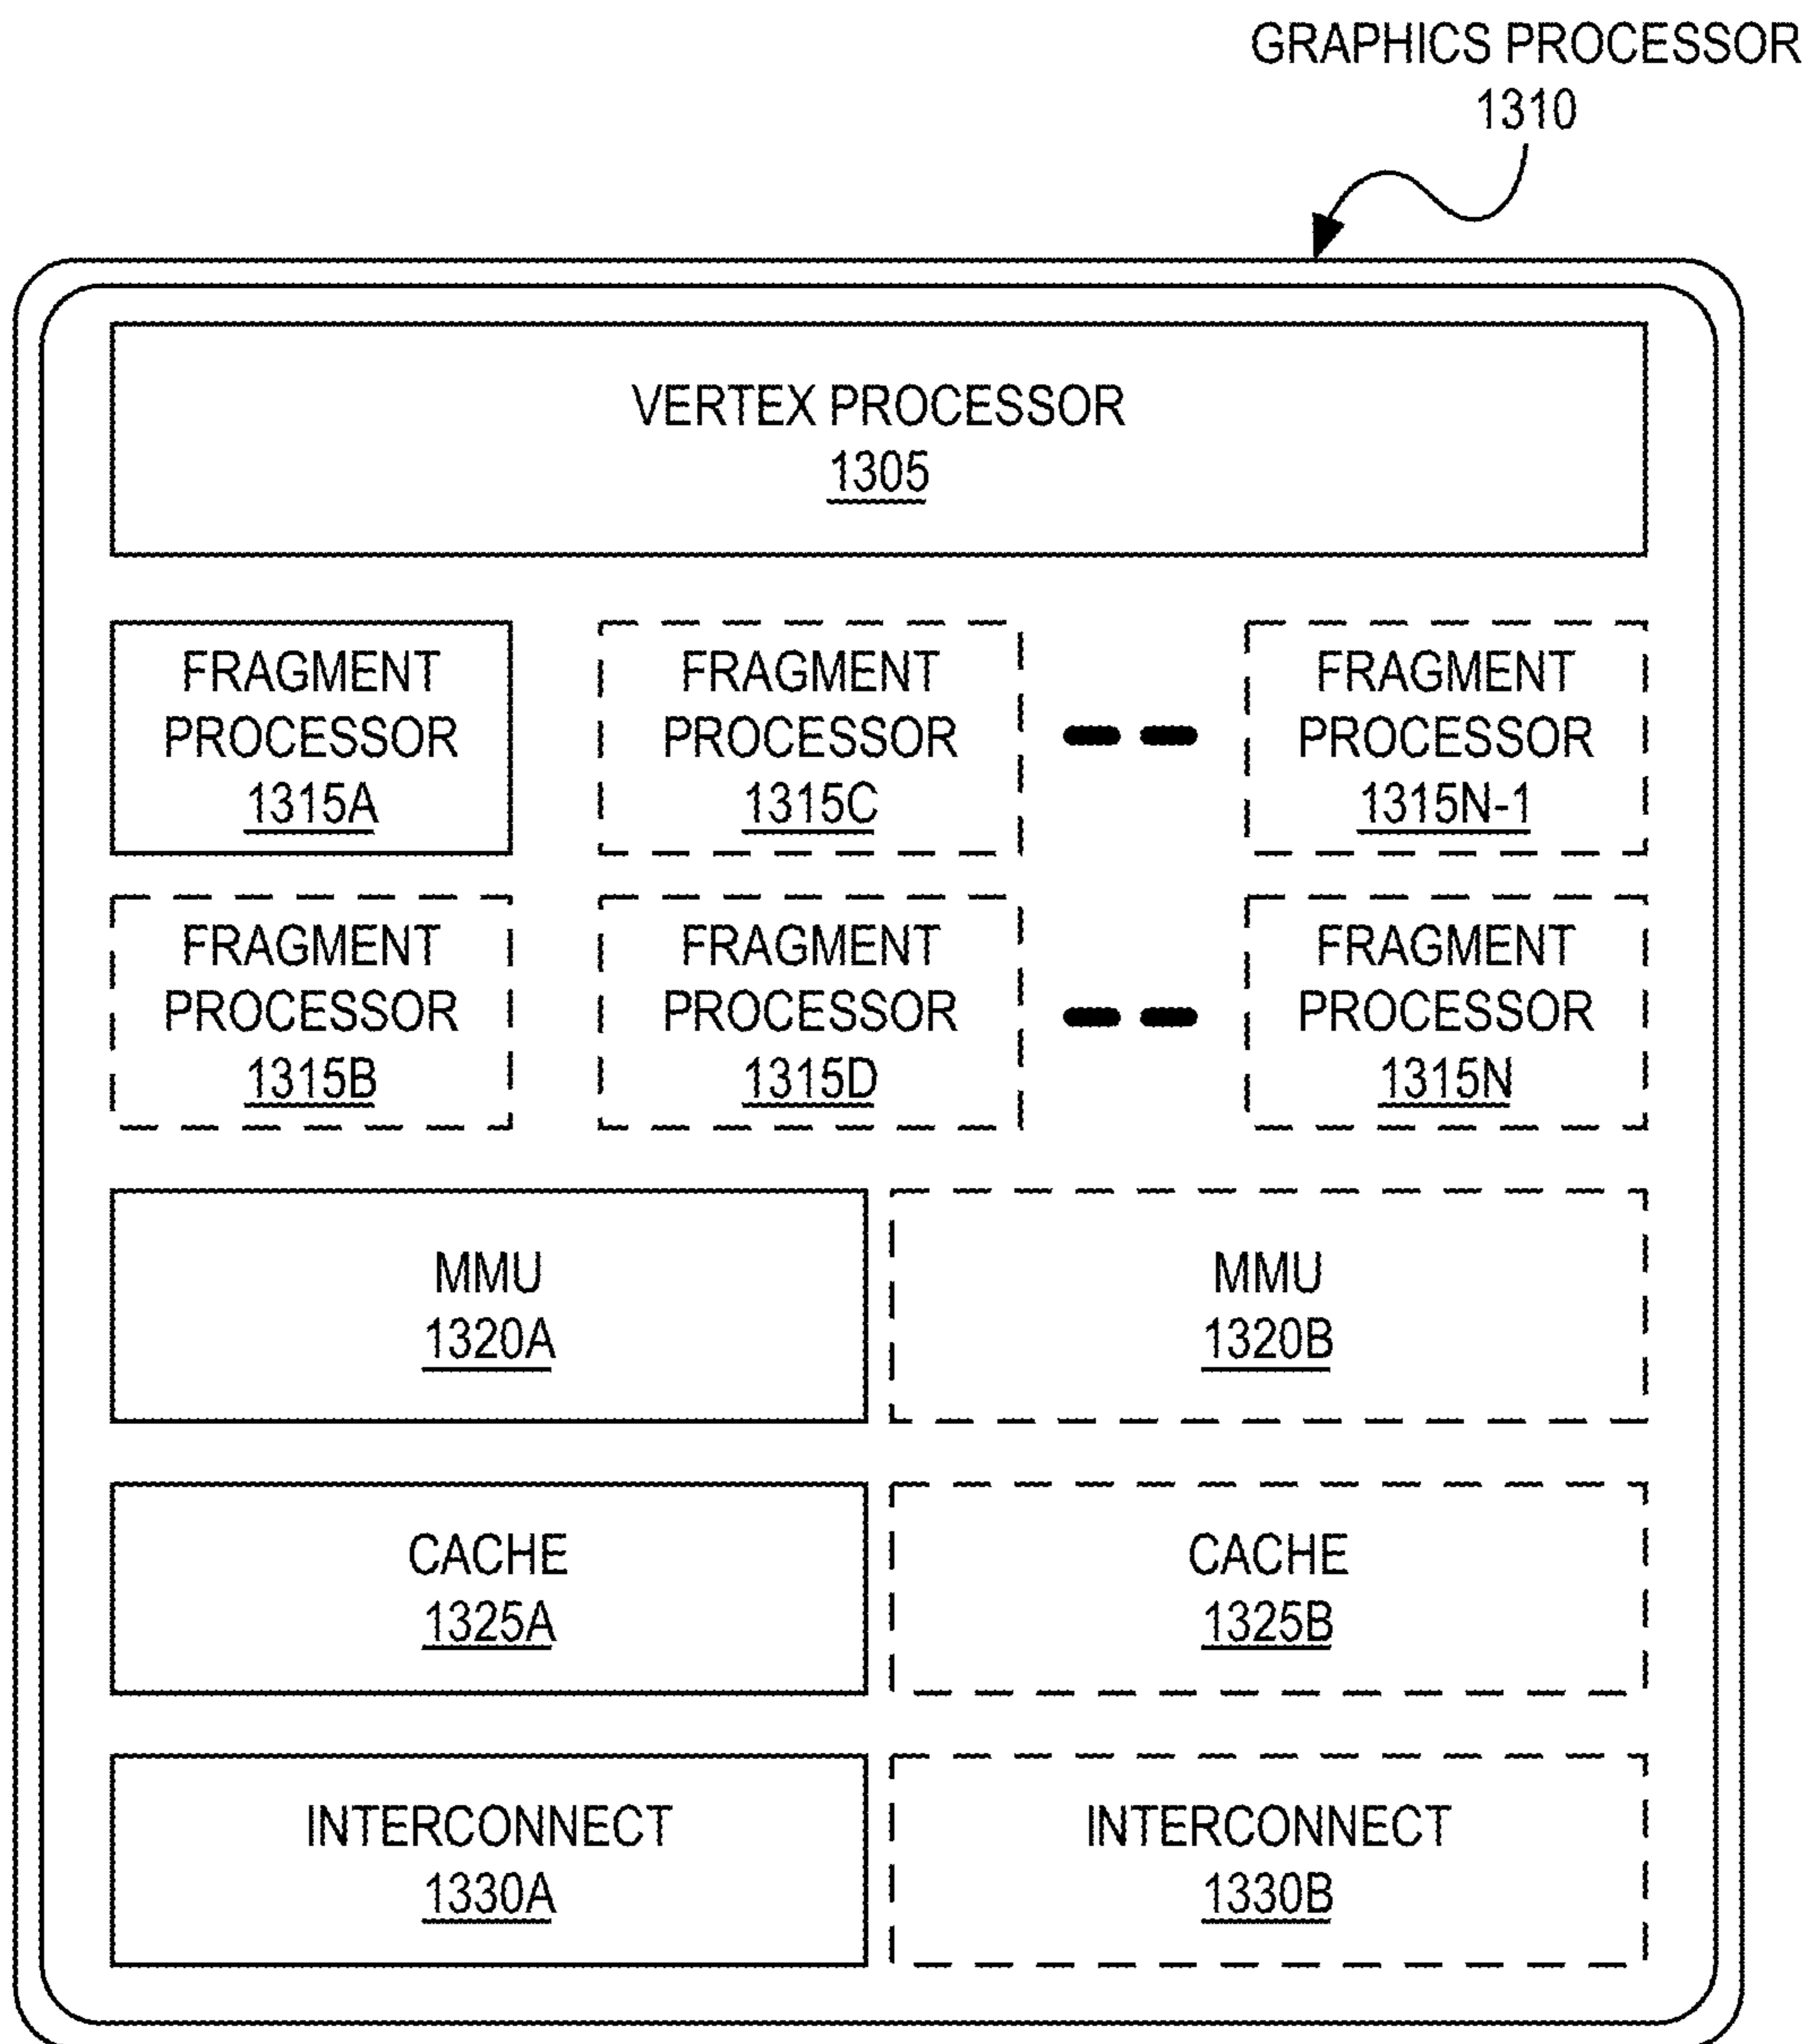 GRAPHICS PROCESSOR
1310
VERTEX PROCESSOR
1305
FRAGMENT
PROCESSOR
1315A
FRAGMENT
PROCESSOR
1315C
FRAGMENT
PROCESSOR
1315N-1
FRAGMENT
PROCESSOR
1315B
FRAGMENT
PROCESSOR
1315D
FRAGMENT
PROCESSOR
1315N
MMU
1320A
MMU
1320B
CACHE
1325A
CACHE
1325B
INTERCONNECT
1330A
INTERCONNECT
1330B